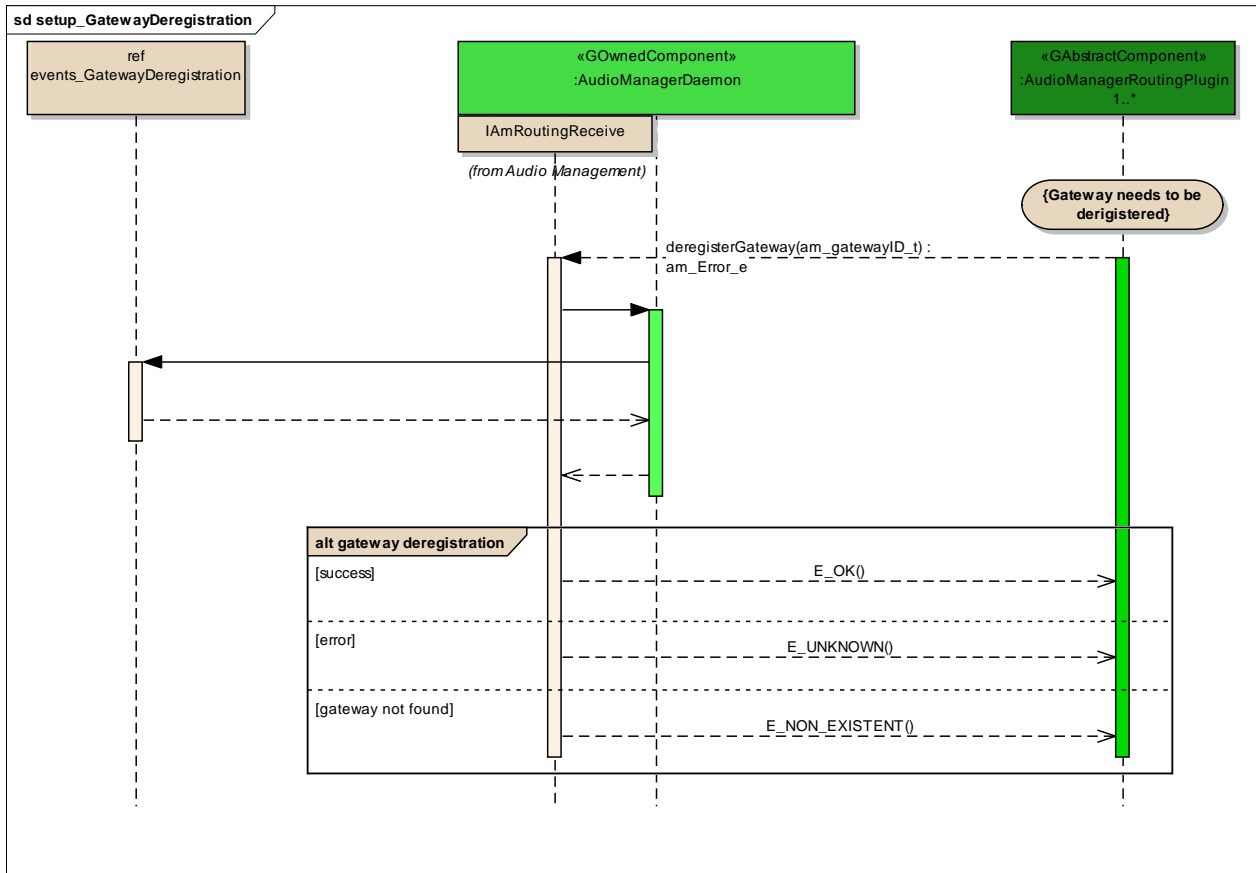 sd setup_GatewayDeregistration
ref
events_GatewayDeregistration
«GOwnedComponent»
:AudioManagerDaemon
«GAbstractComponent»
:AudioManagerRoutingPlugin
1..*
IAmRoutingReceive
(from Audio Management)
{Gateway needs to be
derigistered}
deregisterGateway(am_gatewayID_t) :
am_Error_e
alt gateway deregistration
[success]
E_OK()
[error]
E_UNKNOWN()
[gateway not found]
E_NON_EXISTENT()